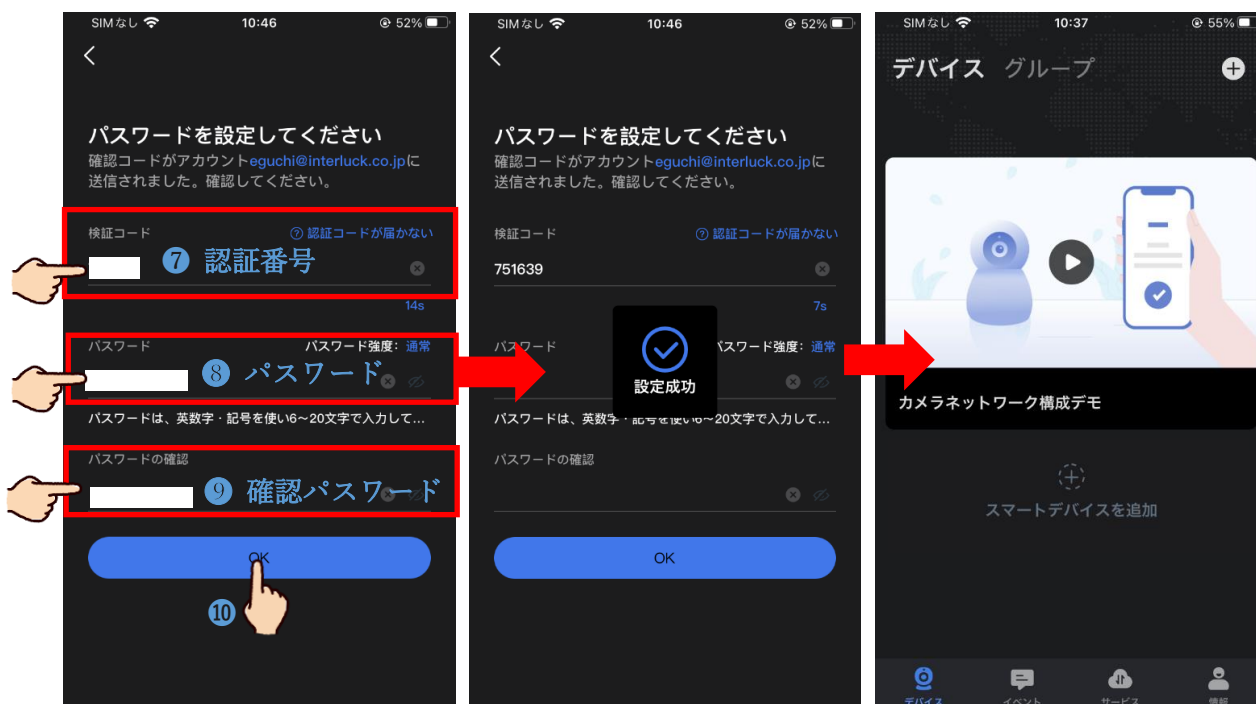 SIMなし 10:46 52%
パスワードを設定してください
確認コードがアカウントeguchi@interluck.co.jpに
送信されました。確認してください。
検証コード ? 認証コードが届かない
❼ 認証番号
14s
パスワード パスワード強度: 通常
❽ パスワード
パスワードは、英数字・記号を使い6〜20文字で入力して...
パスワードの確認
❾ 確認パスワード
OK
❿
SIMなし 10:46 52%
パスワードを設定してください
確認コードがアカウントeguchi@interluck.co.jpに
送信されました。確認してください。
検証コード ? 認証コードが届かない
751639
7s
パスワード パスワード強度: 通常
設定成功
パスワードは、英数字・記号を使い6〜20文字で入力して...
パスワードの確認
OK
SIMなし 10:37 55%
デバイス グループ
カメラネットワーク構成デモ
スマートデバイスを追加
デバイス イベント サービス 情報